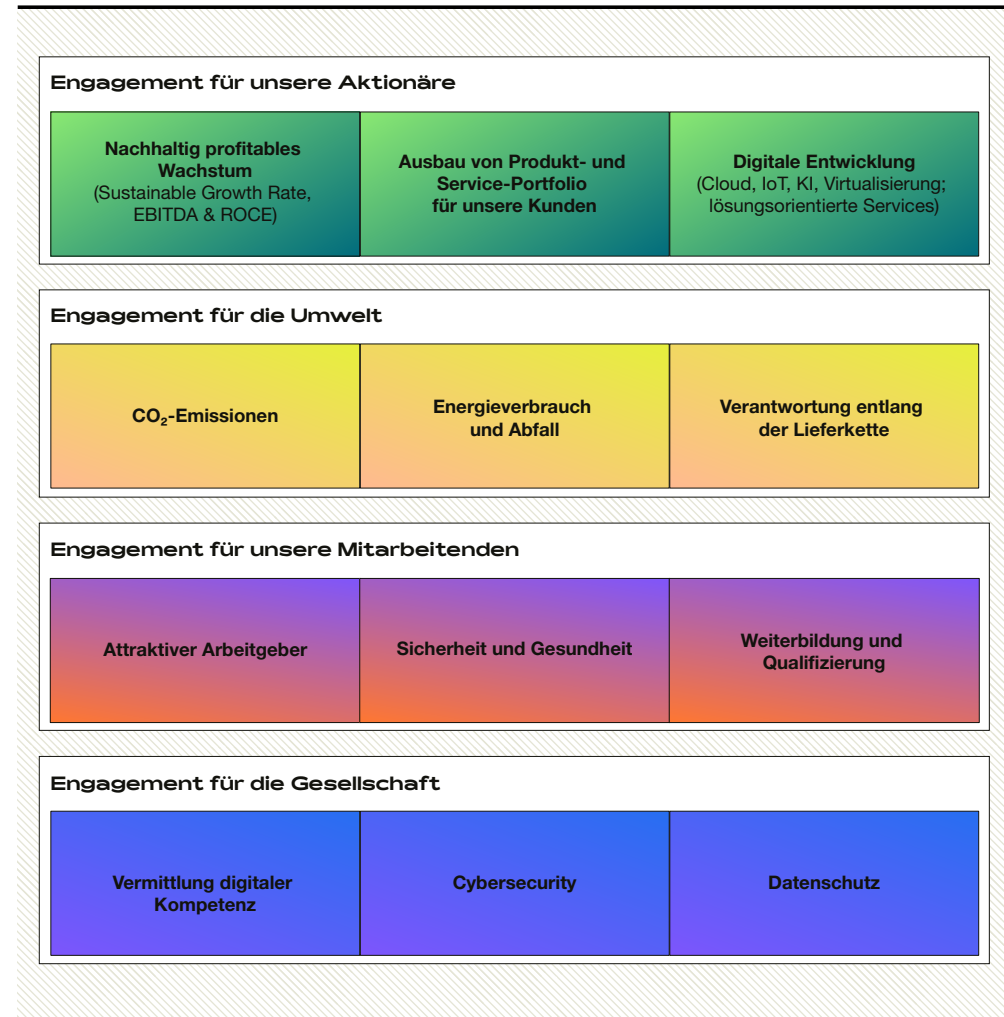 Engagement für unsere Aktionäre
Nachhaltig profitables
Wachstum
(Sustainable Growth Rate,
EBITDA & ROCE)
Ausbau von Produkt- und
Service-Portfolio
für unsere Kunden
Digitale Entwicklung
(Cloud, IoT, KI, Virtualisierung;
lösungsorientierte Services)
Engagement für die Umwelt
CO₂-Emissionen
Energieverbrauch
und Abfall
Verantwortung entlang
der Lieferkette
Engagement für unsere Mitarbeitenden
Attraktiver Arbeitgeber
Sicherheit und Gesundheit
Weiterbildung und
Qualifizierung
Engagement für die Gesellschaft
Vermittlung digitaler
Kompetenz
Cybersecurity
Datenschutz